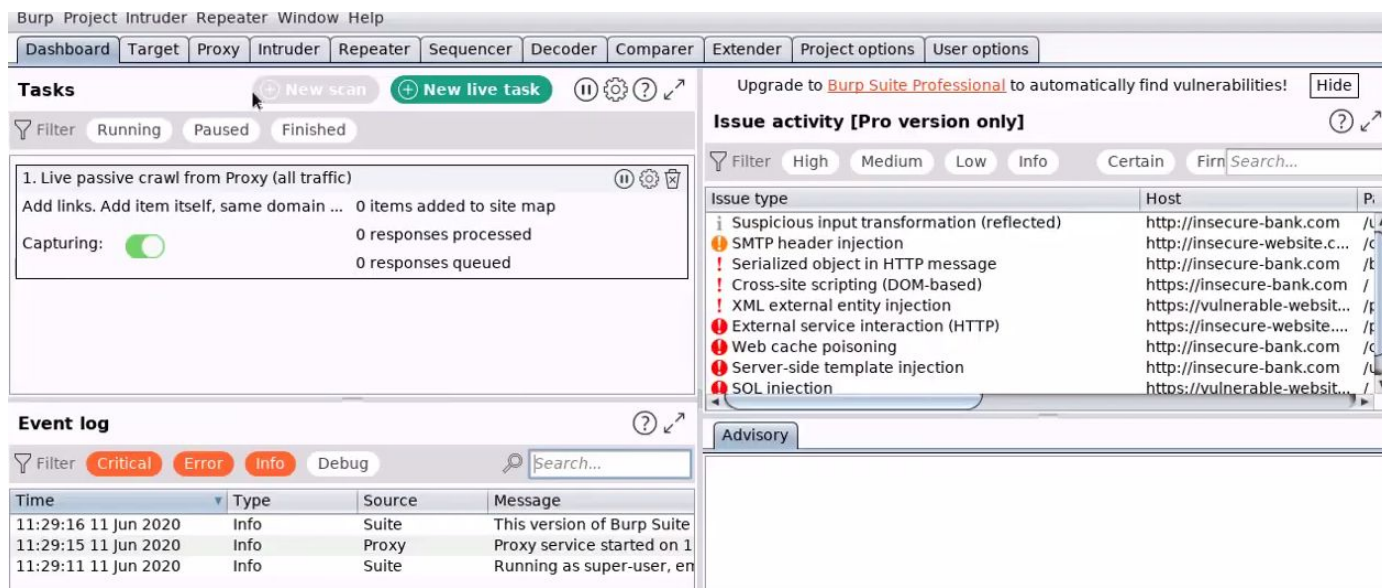 Burp Project Intruder Repeater Window Help
Dashboard Target Proxy Intruder Repeater Sequencer Decoder Comparer Extender Project options User options
Tasks
New scan
New live task
Filter Running Paused Finished
1. Live passive crawl from Proxy (all traffic)
Add links. Add item itself, same domain ... 0 items added to site map
Capturing:
0 responses processed
0 responses queued
Event log
Filter Critical Error Info Debug Search...
Time Type Source Message
11:29:16 11 Jun 2020 Info Suite This version of Burp Suite
11:29:15 11 Jun 2020 Info Proxy Proxy service started on 1
11:29:11 11 Jun 2020 Info Suite Running as super-user,
Upgrade to Burp Suite Professional to automatically find vulnerabilities! Hide
Issue activity [Pro version only]
Filter High Medium Low Info Certain Search...
Issue type Host
Suspicious input transformation (reflected) http://insecure-bank.com
SMTP header injection http://insecure-website.c...
Serialized object in HTTP message http://insecure-bank.com
Cross-site scripting (DOM-based) https://insecure-bank.com /
XML external entity injection https://vulnerable-websit...
External service interaction (HTTP) https://insecure-website....
Web cache poisoning http://insecure-bank.com
Server-side template injection http://insecure-bank.com
SQL injection https://vulnerable-websit... /
Advisory